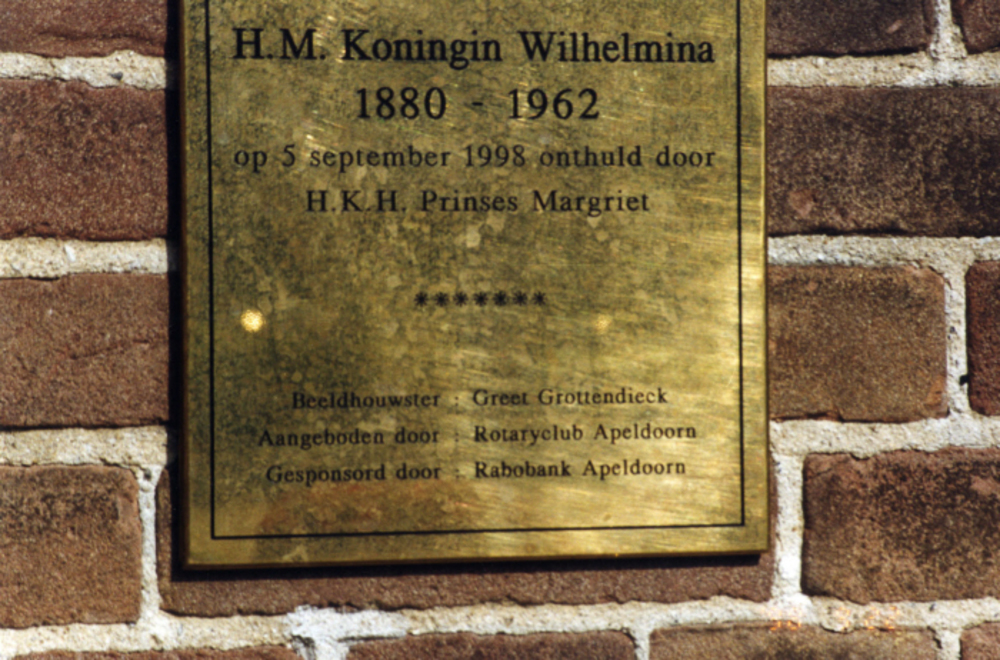 H.M. Koningin Wilhelmina
1880 - 1962
op 5 september 1998 onthuld door
H.K.H. Prinses Margriet
*******
Beeldhouwster : Greet Grottendieck
Aangeboden door : Rotaryclub Apeldoorn
Gesponsord door : Rabobank Apeldoorn